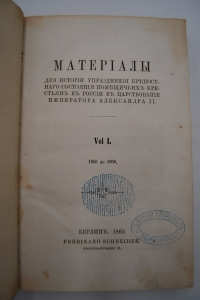 МАТЕРІАЛЫ
ДЛЯ ИСТОРІИ УПРАЗДНЕНІЯ КРѢПОСТ-
НАГО СОСТОЯНІЯ ПОМѢЩИЧЬИХЪ КРЕ-
СТЬЯНЪ ВЪ РОССІИ ВЪ ЦАРСТВОВАНІЕ
ИМПЕРАТОРА АЛЕКСАНДРА II.
Vol I.
БЕРЛИНЪ, 1860.
FERDINAND SCHNEIDER